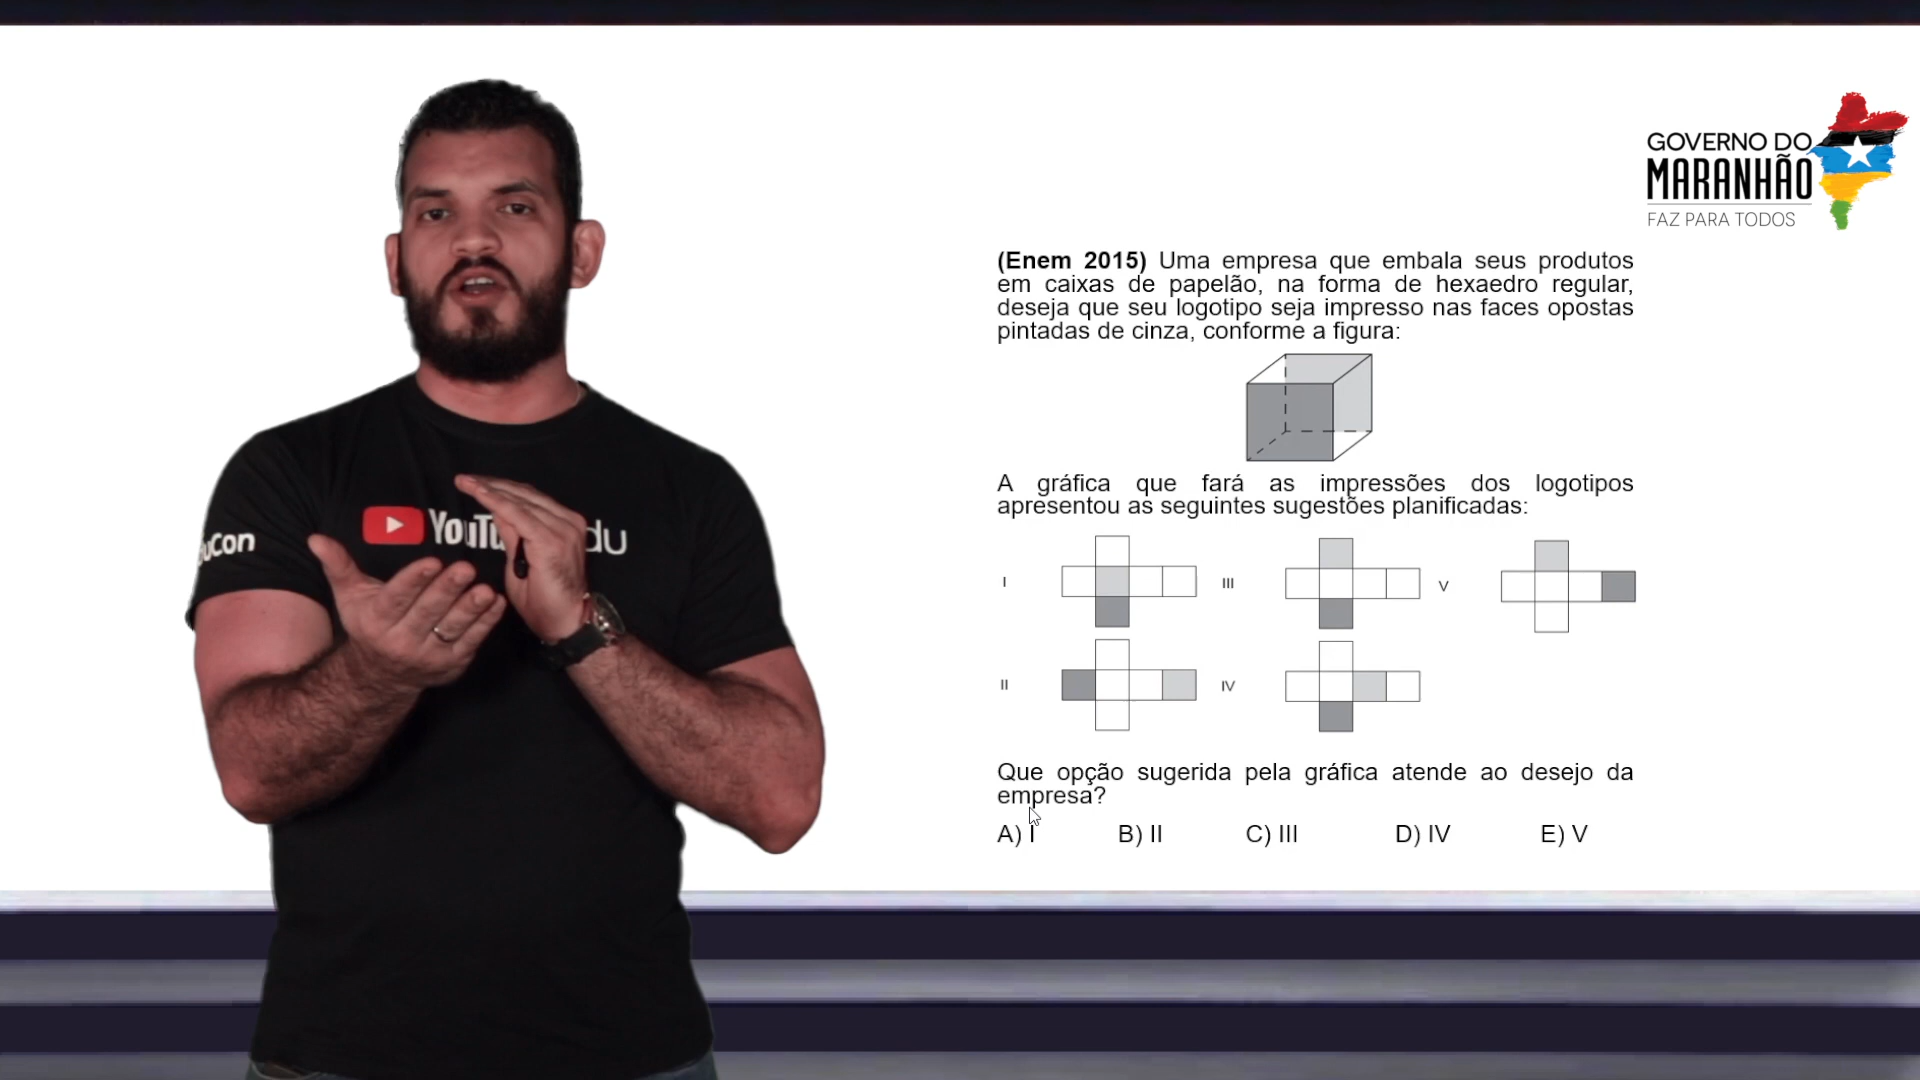 GOVERNO DO
MARANHÃO
FAZ PARA TODOS
(Enem 2015) Uma empresa que embala seus produtos
em caixas de papelão, na forma de hexaedro regular,
deseja que seu logotipo seja impresso nas faces opostas
pintadas de cinza, conforme a figura:
A gráfica que fará as impressões dos logotipos
apresentou as seguintes sugestões planificadas:
I
III
V
II
IV
Que opção sugerida pela gráfica atende ao desejo da
empresa?
A) I B) II C) III D) IV E) V